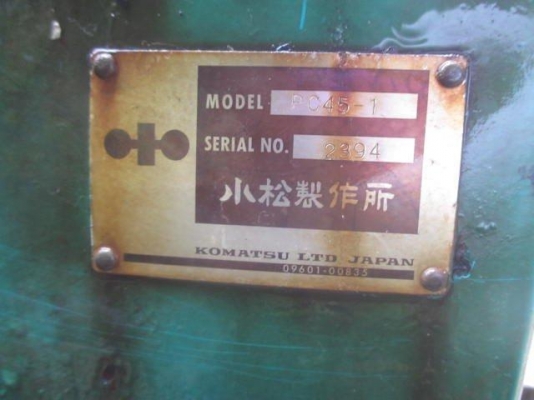 MODEL PC45-1
SERIAL NO. 2394
小松製作所
KOMATSU LTD JAPAN
09601-00835